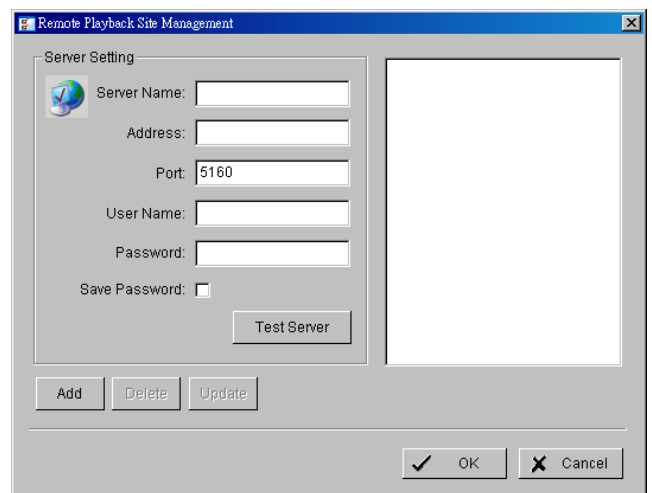 Remote Playback Site Management
Server Setting
Server Name:
Address:
Port: 5160
User Name:
Password:
Save Password:
Test Server
Add Delete Update
OK Cancel